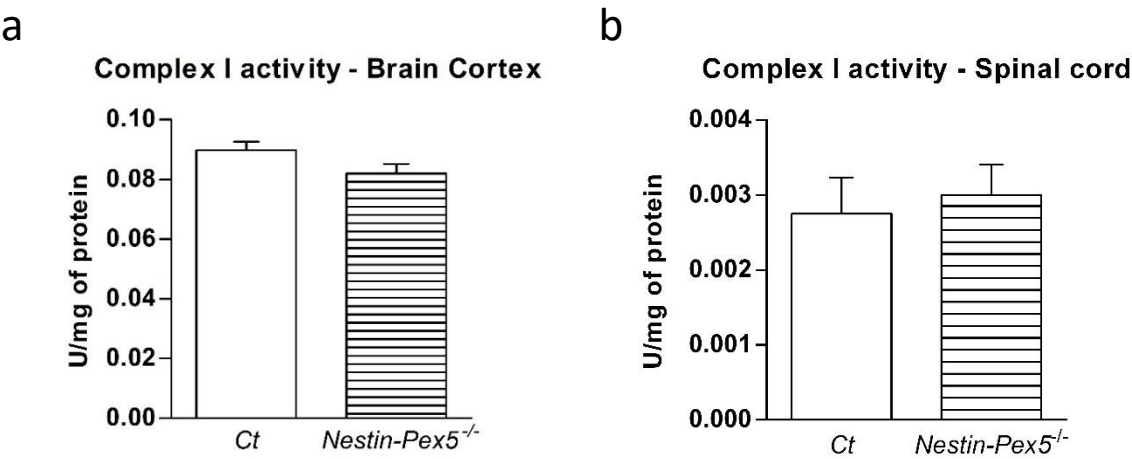 a
Complex I activity - Brain Cortex
U/mg of protein
0.10
0.08
0.06
0.04
0.02
0.00
Ct
Nestin-Pex5-/-
b
Complex I activity - Spinal cord
U/mg of protein
0.004
0.003
0.002
0.001
0.000
Ct
Nestin-Pex5-/-